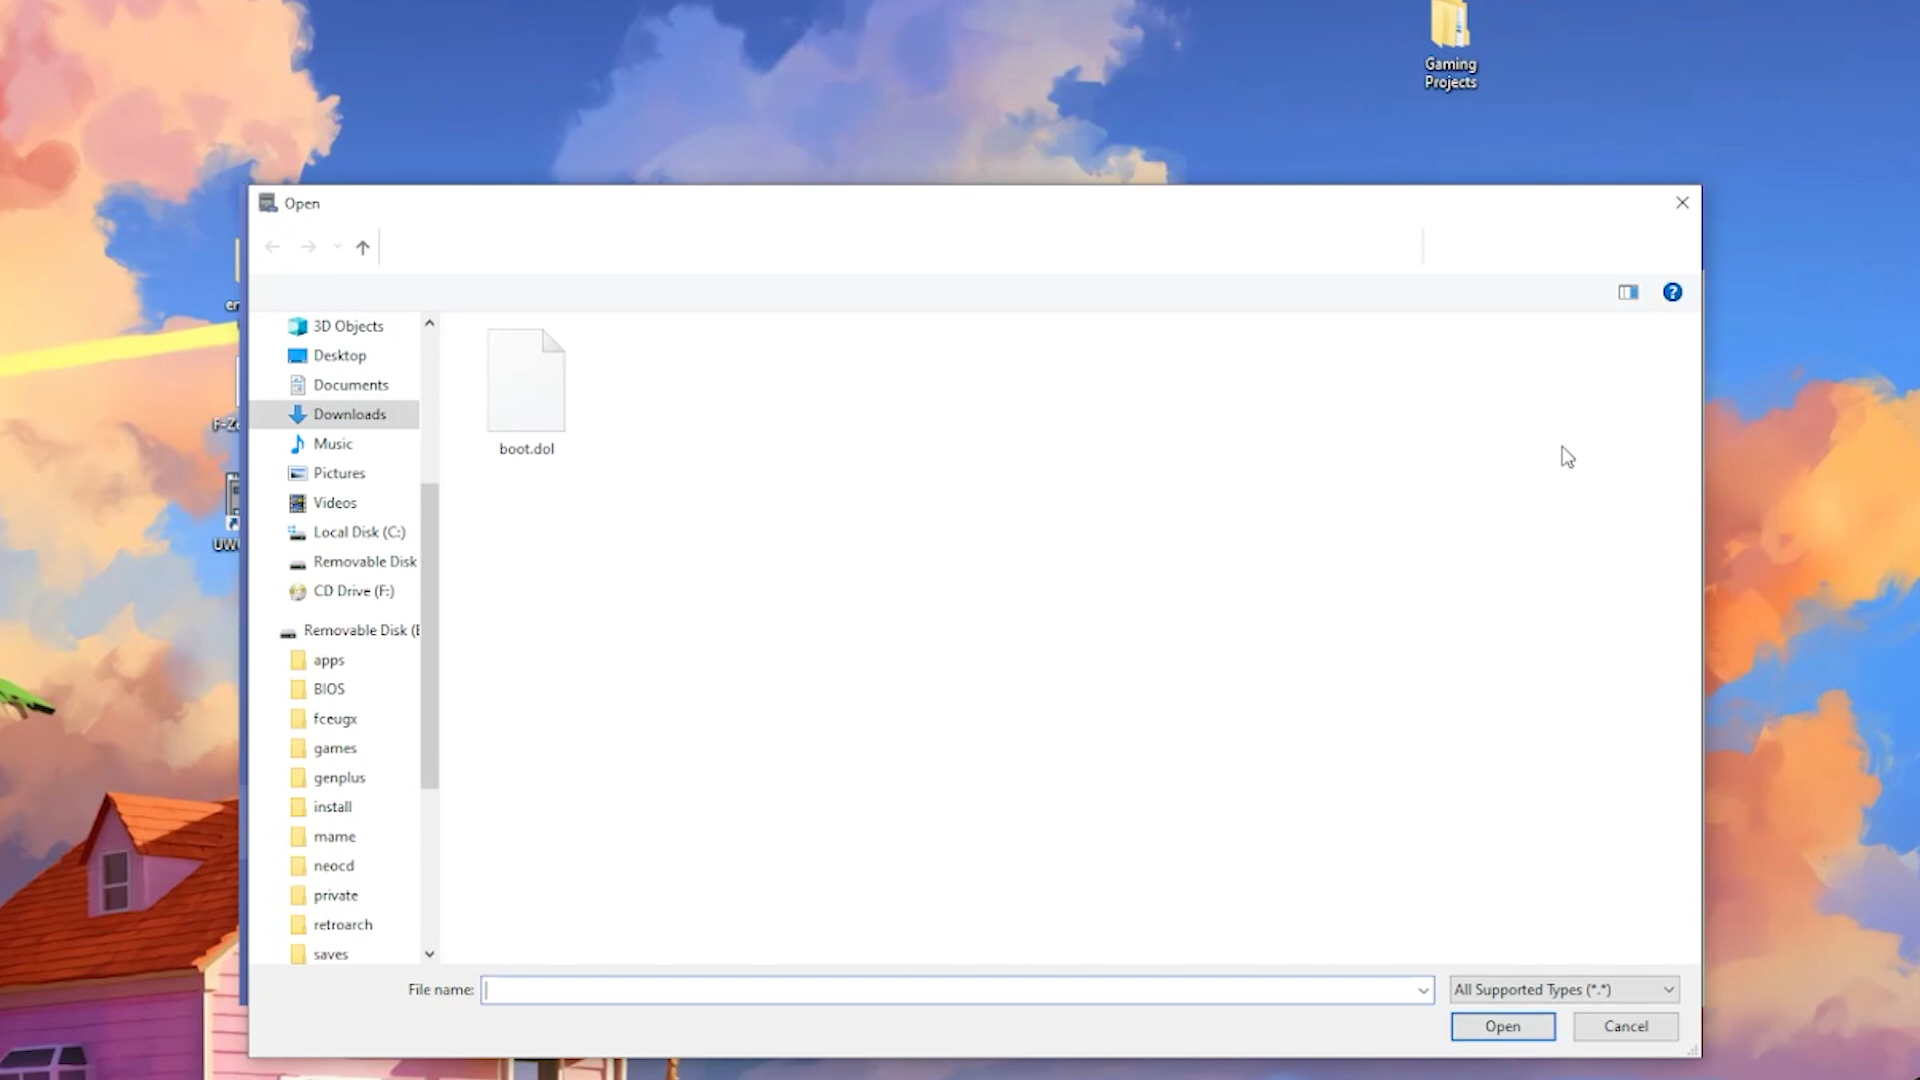 Gaming
Projects
Open
3D Objects
Desktop
Documents
Downloads
Music
Pictures
Videos
Local Disk (C:)
Removable Disk
CD Drive (F:)
Removable Disk (E
apps
BIOS
fceugx
games
genplus
install
mame
neocd
private
retroarch
saves
boot.dol
File name:
All Supported Types (*.*)
Open
Cancel